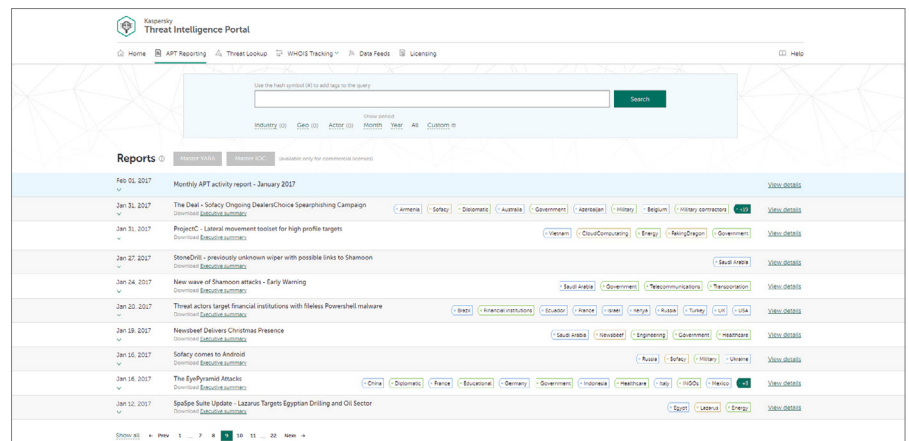 Kaspersky
Threat Intelligence Portal
Home APT Reporting Threat Lookup WHOIS Tracking Data Feeds Licensing Help
Use the hash symbol (#) to add tags to the query
Search
Show period
Industry (0) Geo (0) Actor (0) Month Year All Custom
Reports Master YARA Master IOC (available only for commercial licenses)
Feb 01, 2017 Monthly APT activity report - January 2017 View details
Jan 31, 2017 The Deal - Sofacy Ongoing DealersChoice Spearphishing Campaign Armenia Sofacy Diplomatic Australia Government Azerbaijan Military Belgium Military contractors +19 View details
Download Executive summary
Jan 31, 2017 ProjectC - Lateral movement toolset for high profile targets Vietnam CloudComputating Energy FakingDragon Government View details
Download Executive summary
Jan 27, 2017 StoneDrill - previously unknown wiper with possible links to Shamoon Saudi Arabia View details
Download Executive summary
Jan 24, 2017 New wave of Shamoon attacks - Early Warning Saudi Arabia Government Telecommunications Transportation View details
Download Executive summary
Jan 20, 2017 Threat actors target financial institutions with fileless Powershell malware Brazil Financial Institutions Ecuador France Israel Kenya Russia Turkey UK USA View details
Download Executive summary
Jan 19, 2017 Newsbeef Delivers Christmas Presence Saudi Arabia Newsbeef Engineering Government Healthcare View details
Download Executive summary
Jan 16, 2017 Sofacy comes to Android Russia Sofacy Military Ukraine View details
Download Executive summary
Jan 16, 2017 The EyePyramid Attacks China Diplomatic France Educational Germany Government Indonesia Healthcare Italy NGOs Mexico View details
Download Executive summary
Jan 12, 2017 SpaSpe Suite Update - Lazarus Targets Egyptian Drilling and Oil Sector Egypt Lazarus Energy View details
Download Executive summary
Show all ← Prev 1 ... 7 8 9 10 11 ... 22 New →